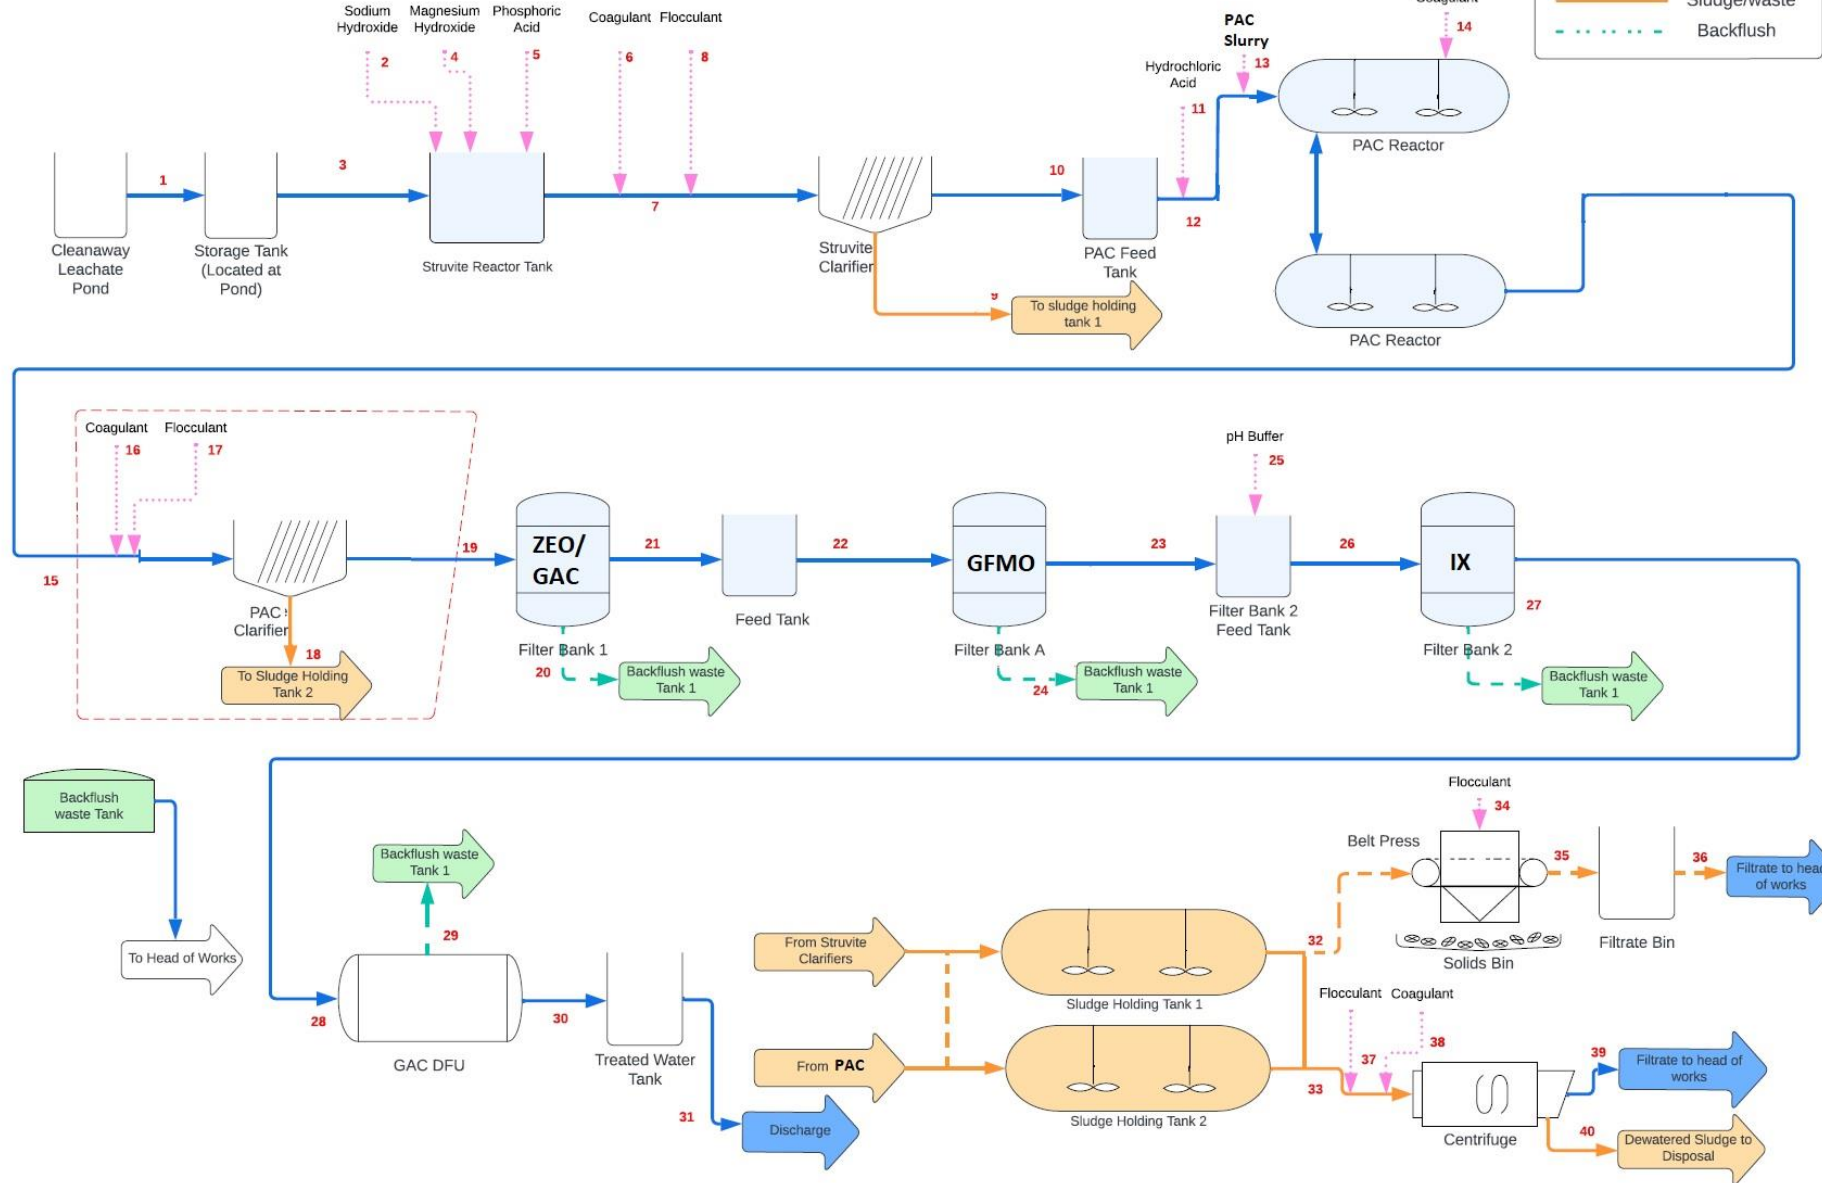 Sodium
Hydroxide
Magnesium
Hydroxide
Phosphoric
Acid
Coagulant
Flocculant
2
4
5
6
8
PAC
Slurry
13
Hydrochloric
Acid
11
Coagulant
14
Sludge/waste
Backflush
1
3
7
10
12
PAC Reactor
Cleanaway
Leachate
Pond
Storage Tank
(Located at
Pond)
Struvite Reactor Tank
Struvite
Clarifier
PAC Feed
Tank
9
To sludge holding
tank 1
PAC Reactor
Coagulant
Flocculant
16
17
15
PAC
Clarifier
18
To Sludge Holding
Tank 2
19
ZEO/
GAC
Filter Bank 1
20
Backflush waste
Tank 1
21
Feed Tank
22
GFMO
Filter Bank A
24
Backflush waste
Tank 1
23
pH Buffer
25
Filter Bank 2
Feed Tank
26
IX
27
Filter Bank 2
Backflush waste
Tank 1
Backflush
waste Tank
To Head of Works
Backflush waste
Tank 1
29
28
GAC DFU
30
Treated Water
Tank
31
Discharge
From Struvite
Clarifiers
Sludge Holding Tank 1
From PAC
Sludge Holding Tank 2
32
33
Flocculant
34
Belt Press
Solids Bin
35
Filtrate Bin
36
Filtrate to head
of works
Flocculant
Coagulant
37
38
Centrifuge
39
Filtrate to head of
works
40
Dewatered Sludge to
Disposal